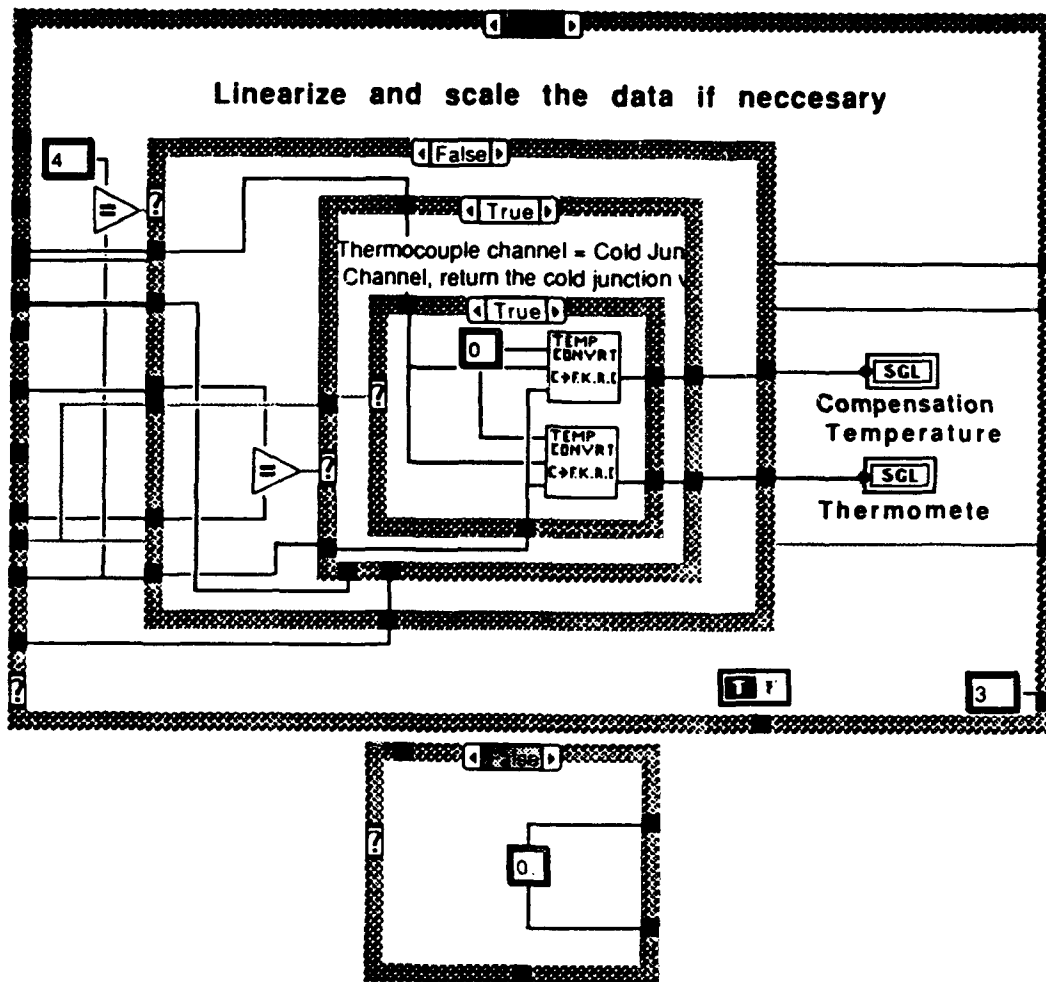 Linearize and scale the data if neccesary
4
False
True
Thermocouple channel = Cold Jun
Channel, return the cold junction v
True
0
TEMP
CONVRT
C→F.K.R.C
SGL
Compensation
Temperature
TEMP
CONVRT
C→F.K.R.C
SGL
Thermomete
T F
3
False
0.